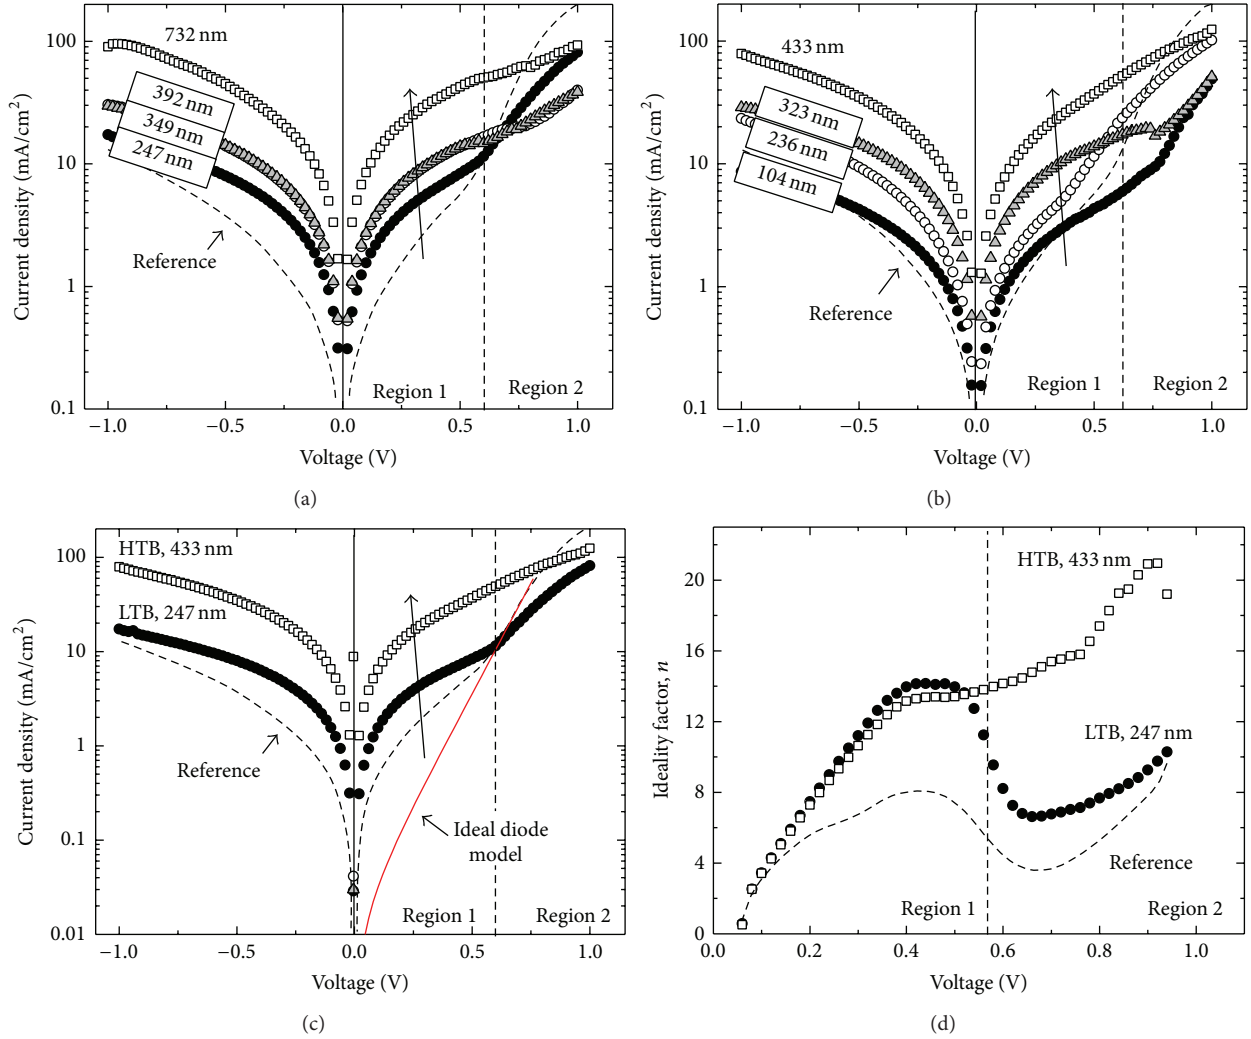 100
10
1
0.1
Current density (mA/cm²)
732 nm
392 nm
349 nm
247 nm
Reference
Region 1
Region 2
−1.0
−0.5
0.0
0.5
1.0
Voltage (V)
(a)
100
10
1
0.1
Current density (mA/cm²)
433 nm
323 nm
236 nm
104 nm
Reference
Region 1
Region 2
−1.0
−0.5
0.0
0.5
1.0
Voltage (V)
(b)
100
10
1
0.1
0.01
Current density (mA/cm²)
HTB, 433 nm
LTB, 247 nm
Reference
Ideal diode
model
Region 1
Region 2
−1.0
−0.5
0.0
0.5
1.0
Voltage (V)
(c)
20
16
12
8
4
0
Ideality factor, n
HTB, 433 nm
LTB, 247 nm
Reference
Region 1
Region 2
0.0
0.2
0.4
0.6
0.8
1.0
Voltage (V)
(d)